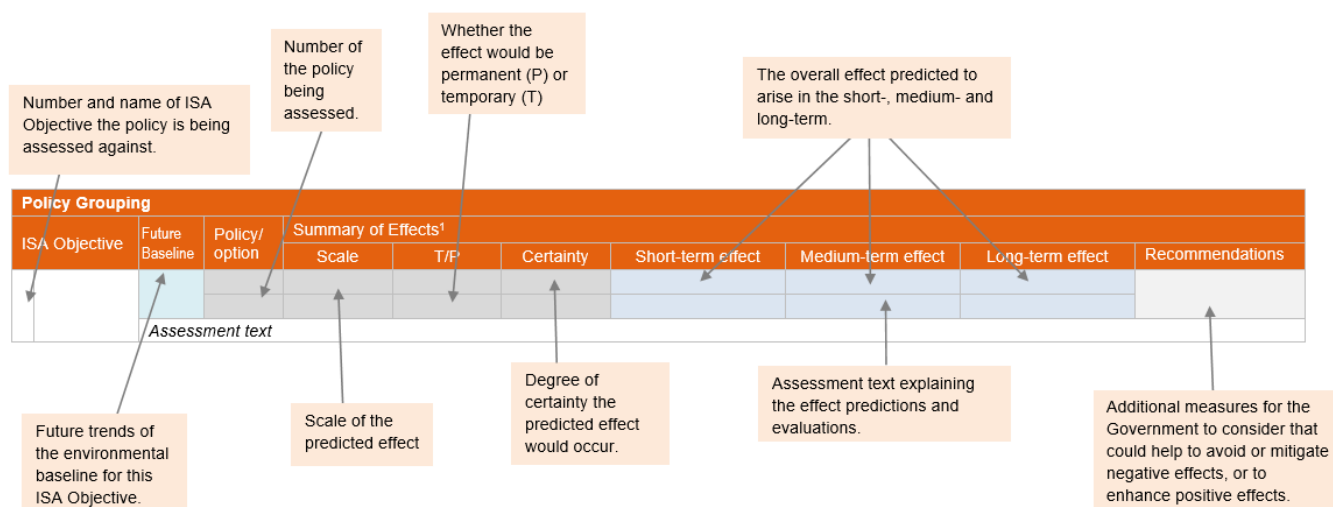 Whether the
effect would be
permanent (P) or
temporary (T)
Number of
the policy
being
assessed.
The overall effect predicted to
arise in the short-, medium- and
long-term.
Number and name of ISA
Objective the policy is being
assessed against.
Policy Grouping
ISA Objective
Future
Baseline
Policy/
option
Summary of Effects¹
Scale
T/P
Certainty
Short-term effect
Medium-term effect
Long-term effect
Recommendations
Assessment text
Future trends of
the environmental
baseline for this
ISA Objective.
Scale of the
predicted effect
Degree of
certainty the
predicted effect
would occur.
Assessment text explaining
the effect predictions and
evaluations.
Additional measures for the
Government to consider that
could help to avoid or mitigate
negative effects, or to
enhance positive effects.